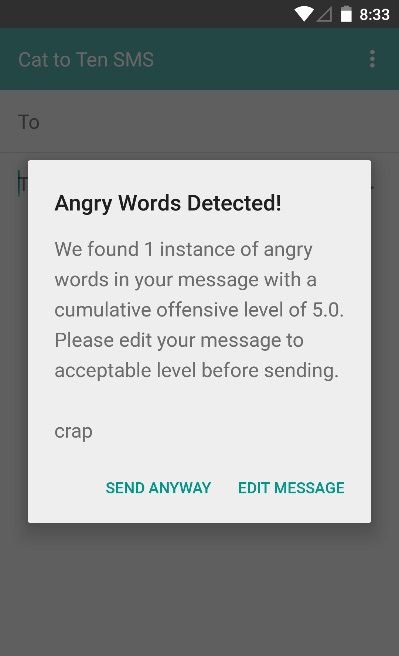 8:33
Cat to Ten SMS
To
Angry Words Detected!
We found 1 instance of angry
words in your message with a
cumulative offensive level of 5.0.
Please edit your message to
acceptable level before sending.
crap
SEND ANYWAY EDIT MESSAGE